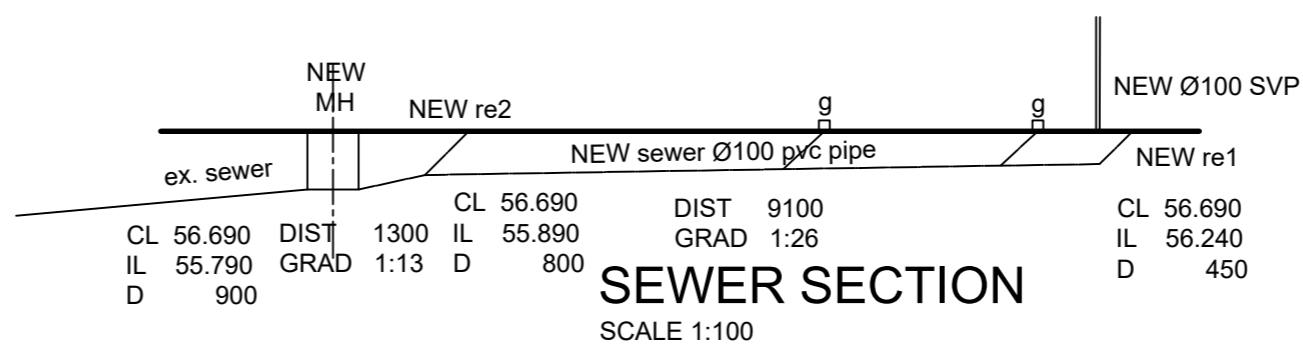 NEW
MH
NEW re2
g
g
NEW Ø100 SVP
ex. sewer
NEW sewer Ø100 pvc pipe
NEW re1
CL 56.690
IL 55.790
D 900
DIST 1300
GRAD 1:13
CL 56.690
IL 55.890
D 800
DIST 9100
GRAD 1:26
CL 56.690
IL 56.240
D 450
SEWER SECTION
SCALE 1:100